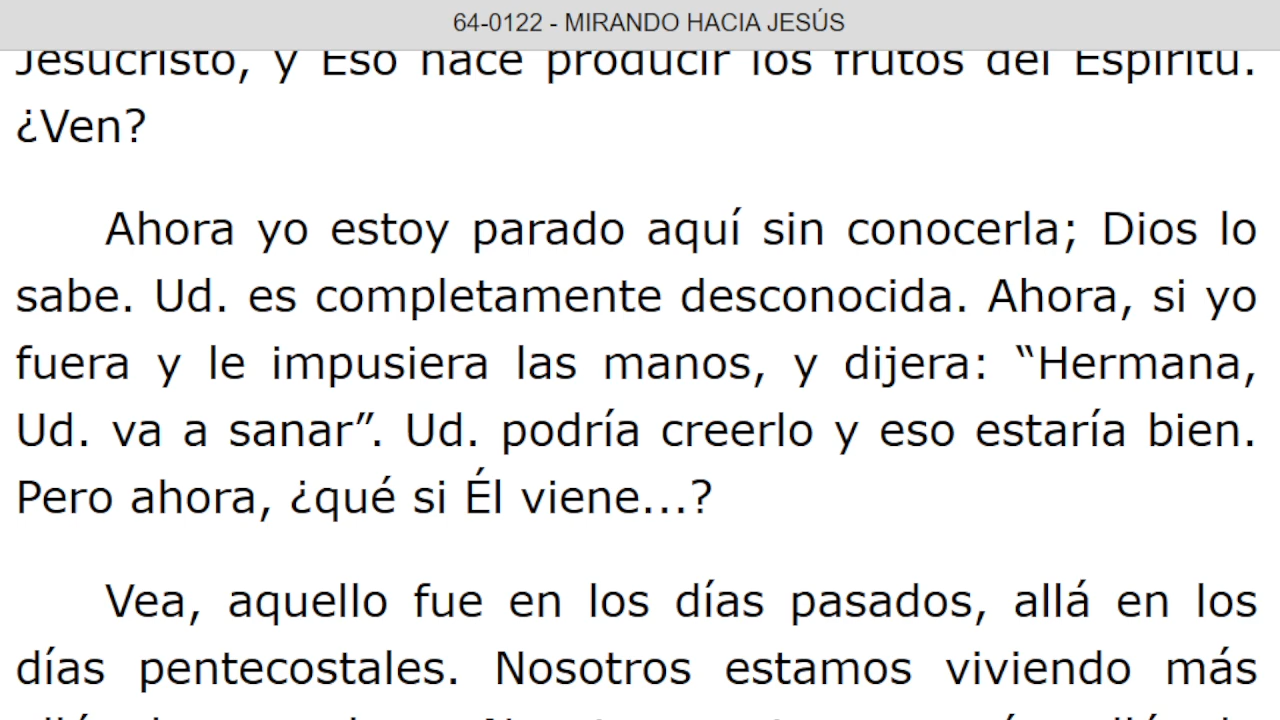 64-0122 - MIRANDO HACIA JESÚS
Jesucristo, y Eso hace producir los frutos del Espíritu.
¿Ven?
Ahora yo estoy parado aquí sin conocerla; Dios lo
sabe. Ud. es completamente desconocida. Ahora, si yo
fuera y le impusiera las manos, y dijera: “Hermana,
Ud. va a sanar”. Ud. podría creerlo y eso estaría bien.
Pero ahora, ¿qué si Él viene...?
Vea, aquello fue en los días pasados, allá en los
días pentecostales. Nosotros estamos viviendo más